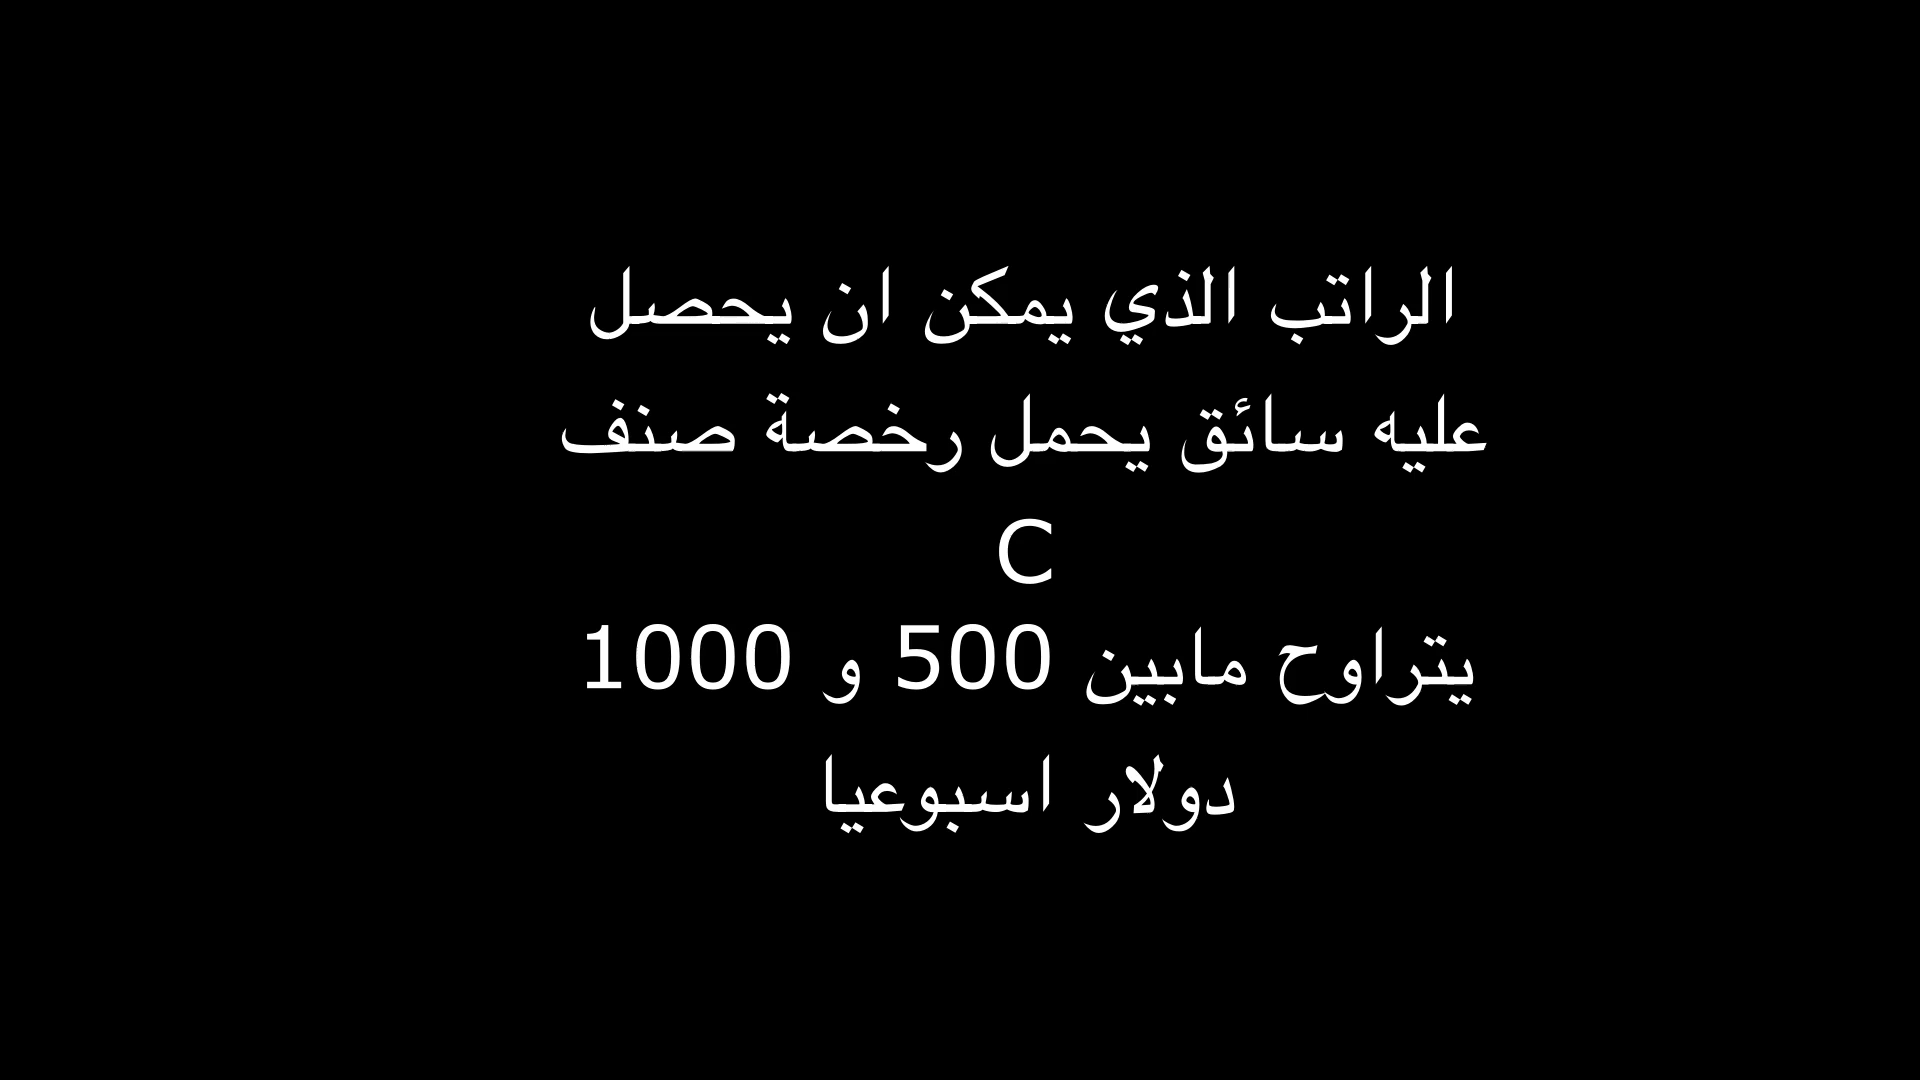 الراتب الذي يمكن ان يحصل
عليه سائق يحمل رخصة صنف
C
يتراوح مابين 500 و 1000
دولار اسبوعيا